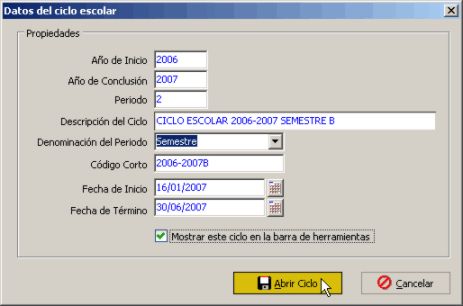 Datos del ciclo escolar
Propiedades
Año de Inicio 2006
Año de Conclusión 2007
Periodo 2
Descripción del Ciclo CICLO ESCOLAR 2006-2007 SEMESTRE B
Denominación del Periodo Semestre
Código Corto 2006-2007B
Fecha de Inicio 16/01/2007
Fecha de Término 30/06/2007
Mostrar este ciclo en la barra de herramientas
Abrir Ciclo Cancelar